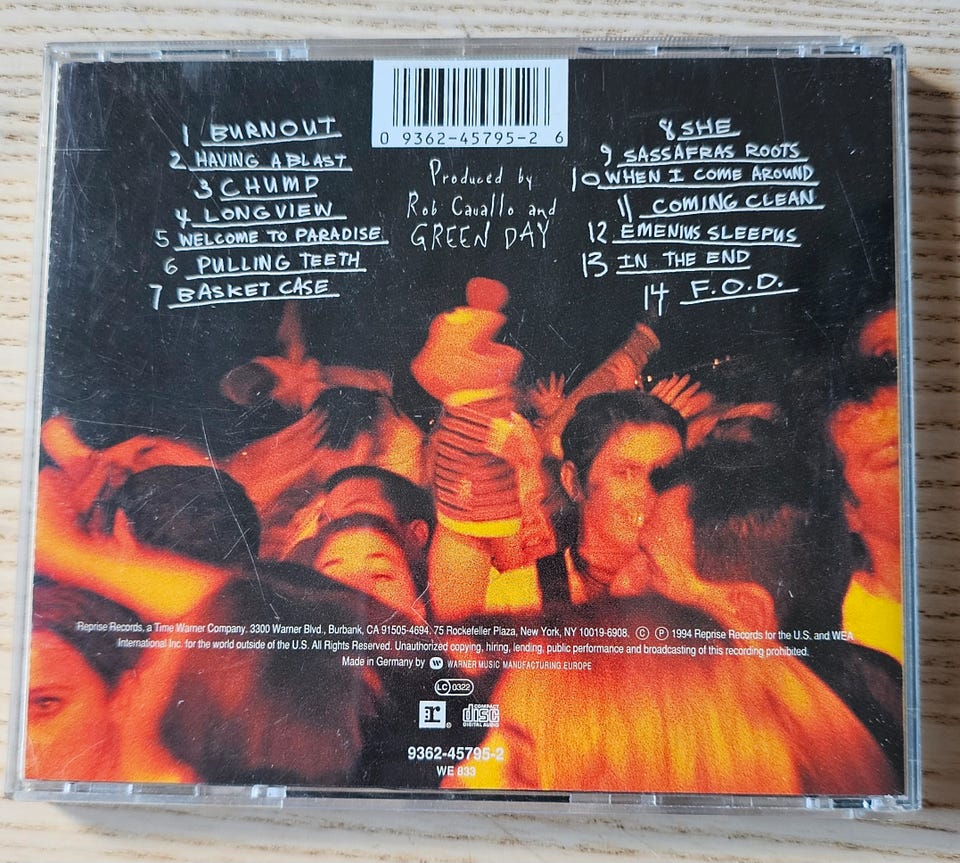 0 9362-45795-2 6
1 BURNOUT
2 HAVING A BLAST
3 CHUMP
4 LONGVIEW
5 WELCOME TO PARADISE
6 PULLING TEETH
7 BASKET CASE
Produced by
Rob Cavallo and
GREEN DAY
8 SHE
9 SASSAFRAS ROOTS
10 WHEN I COME AROUND
11 COMING CLEAN
12 EMENIUS SLEEPUS
13 IN THE END
14 F.O.D.
Reprise Records, a Time Warner Company. 3300 Warner Blvd., Burbank, CA 91505-4694. 75 Rockefeller Plaza, New York, NY 10019-6908. © ℗ 1994 Reprise Records for the U.S. and WEA
International Inc. for the world outside of the U.S. All Rights Reserved. Unauthorized copying, hiring, lending, public performance and broadcasting of this recording prohibited.
Made in Germany by W WARNER MUSIC MANUFACTURING EUROPE
LC 0322
r ® COMPACT
disc
DIGITAL AUDIO
9362-45795-2
WE 833